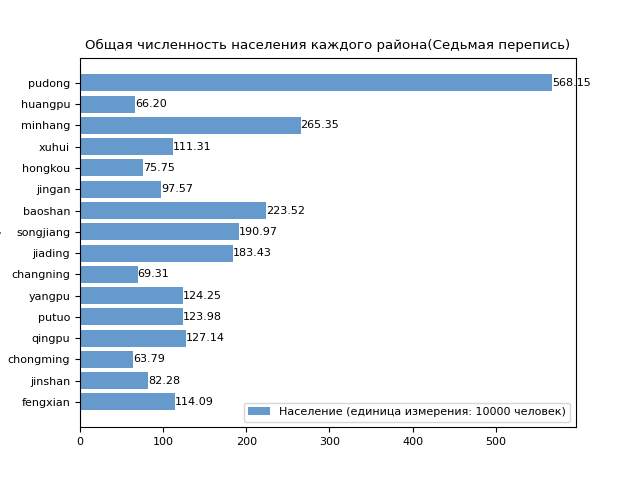 Общая численность населения каждого района(Седьмая перепись)
pudong 568.15
huangpu 66.20
minhang 265.35
xuhui 111.31
hongkou 75.75
jingan 97.57
baoshan 223.52
songjiang 190.97
jiading 183.43
changning 69.31
yangpu 124.25
putuo 123.98
qingpu 127.14
chongming 63.79
jinshan 82.28
fengxian 114.09
Население (единица измерения: 10000 человек)
0 100 200 300 400 500